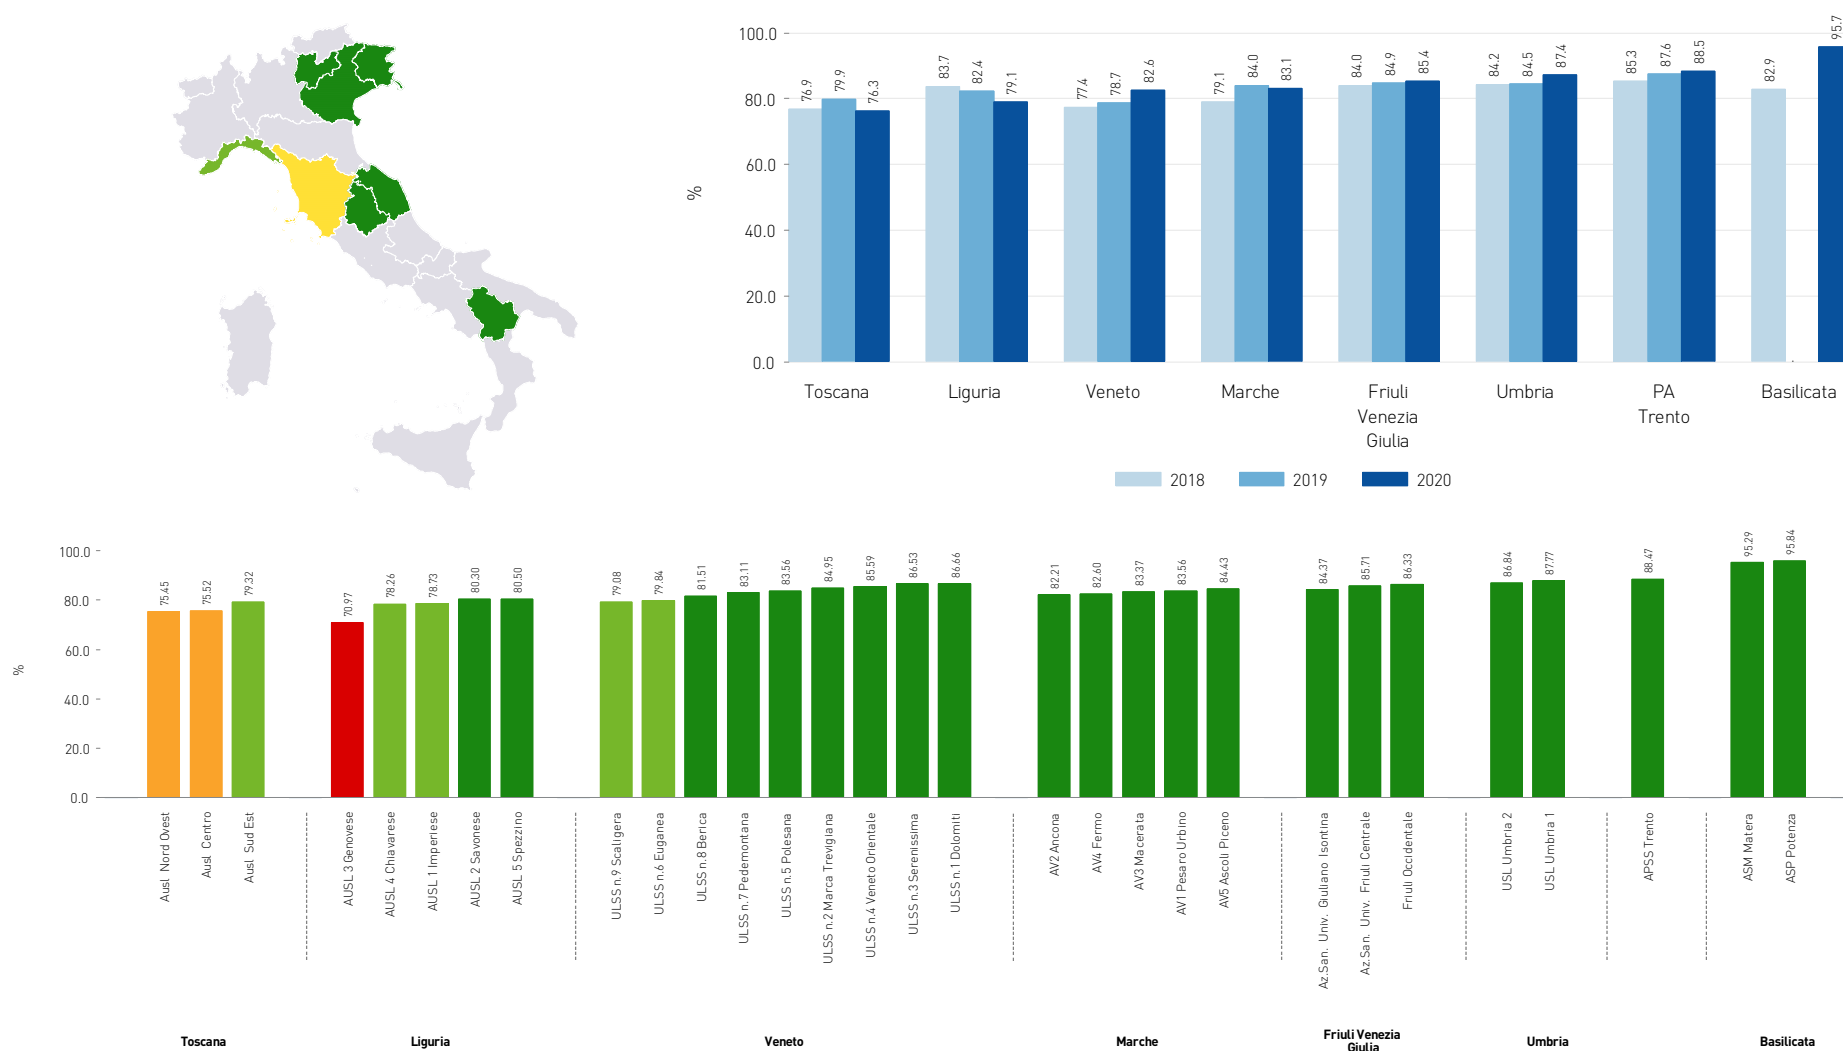 100.0
80.0
60.0
40.0
20.0
0.0
%
76.9
79.9
76.3
83.7
82.4
79.1
77.4
78.7
82.6
79.1
84.0
83.1
84.0
84.9
85.4
84.2
84.5
87.4
85.3
87.6
88.5
82.9
95.7
Toscana
Liguria
Veneto
Marche
Friuli
Venezia
Giulia
Umbria
PA
Trento
Basilicata
2018
2019
2020
100.0
80.0
60.0
40.0
20.0
0.0
%
75.45
75.52
79.32
70.97
78.26
78.73
80.30
80.50
79.08
79.84
81.51
83.11
83.56
84.95
85.59
86.53
86.66
82.21
82.60
83.37
83.56
84.43
84.37
85.71
86.33
86.84
87.77
88.47
95.29
95.84
Ausl Nord Ovest
Ausl Centro
Ausl Sud Est
AUSL 3 Genovese
AUSL 4 Chiavarese
AUSL 1 Imperiese
AUSL 2 Savonese
AUSL 5 Spezzino
ULSS n.9 Scaligera
ULSS n.6 Euganea
ULSS n.8 Berica
ULSS n.7 Pedemontana
ULSS n.5 Polesana
ULSS n.2 Marca Trevigiana
ULSS n.4 Veneto Orientale
ULSS n.3 Serenissima
ULSS n.1 Dolomiti
AV2 Ancona
AV4 Fermo
AV3 Macerata
AV1 Pesaro Urbino
AV5 Ascoli Piceno
Az.San. Univ. Giuliano Isontina
Az.San. Univ. Friuli Centrale
Friuli Occidentale
USL Umbria 2
USL Umbria 1
APSS Trento
ASM Matera
ASP Potenza
Toscana
Liguria
Veneto
Marche
Friuli Venezia
Giulia
Umbria
Basilicata